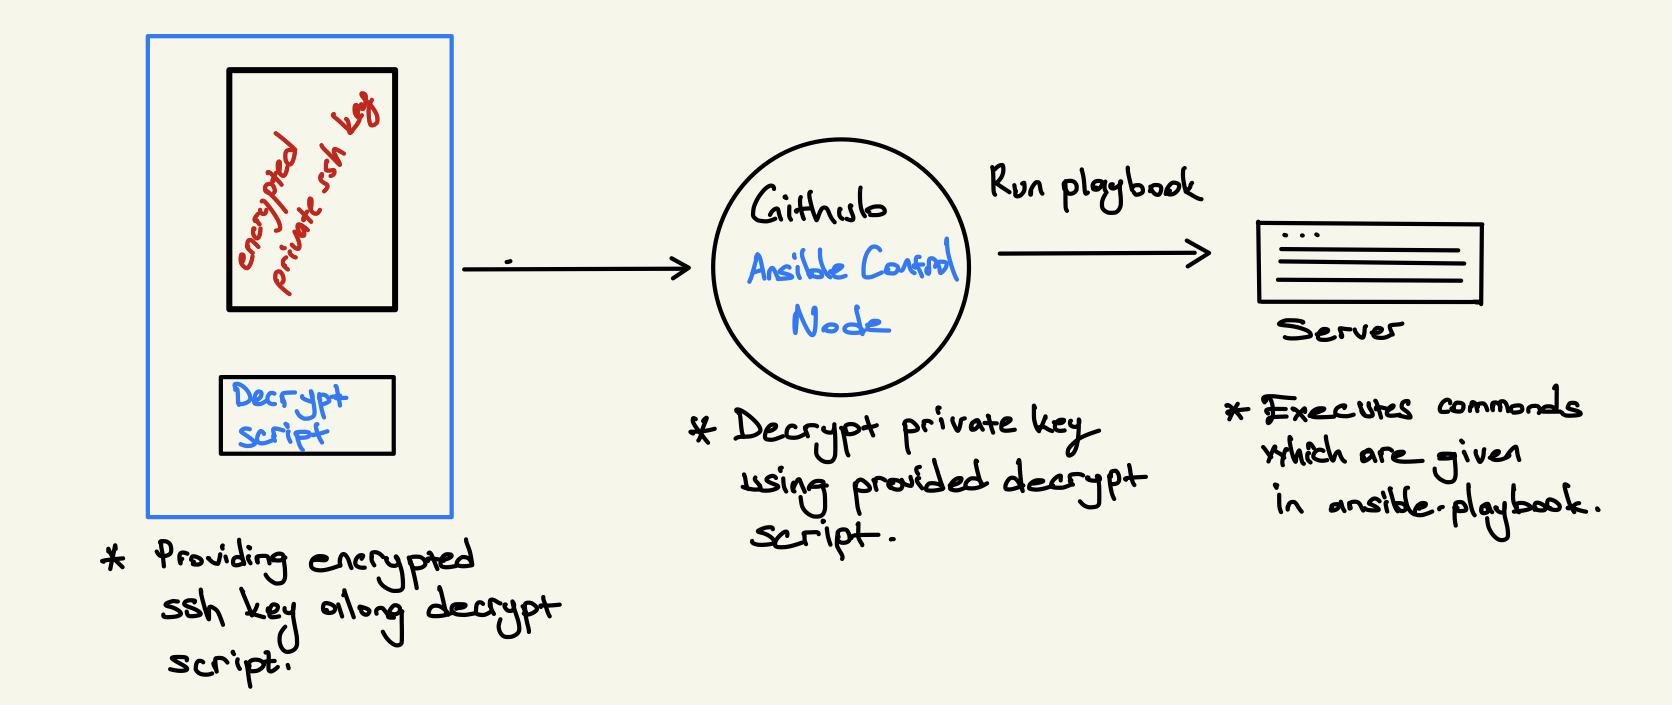 encrypted
private ssh key
Decrypt
script
* Providing encrypted
ssh key along decrypt
script.
Github
Ansible Control
Node
* Decrypt private key
using provided decrypt
script.
Run playbook
Server
* Executes commands
which are given
in ansible-playbook.